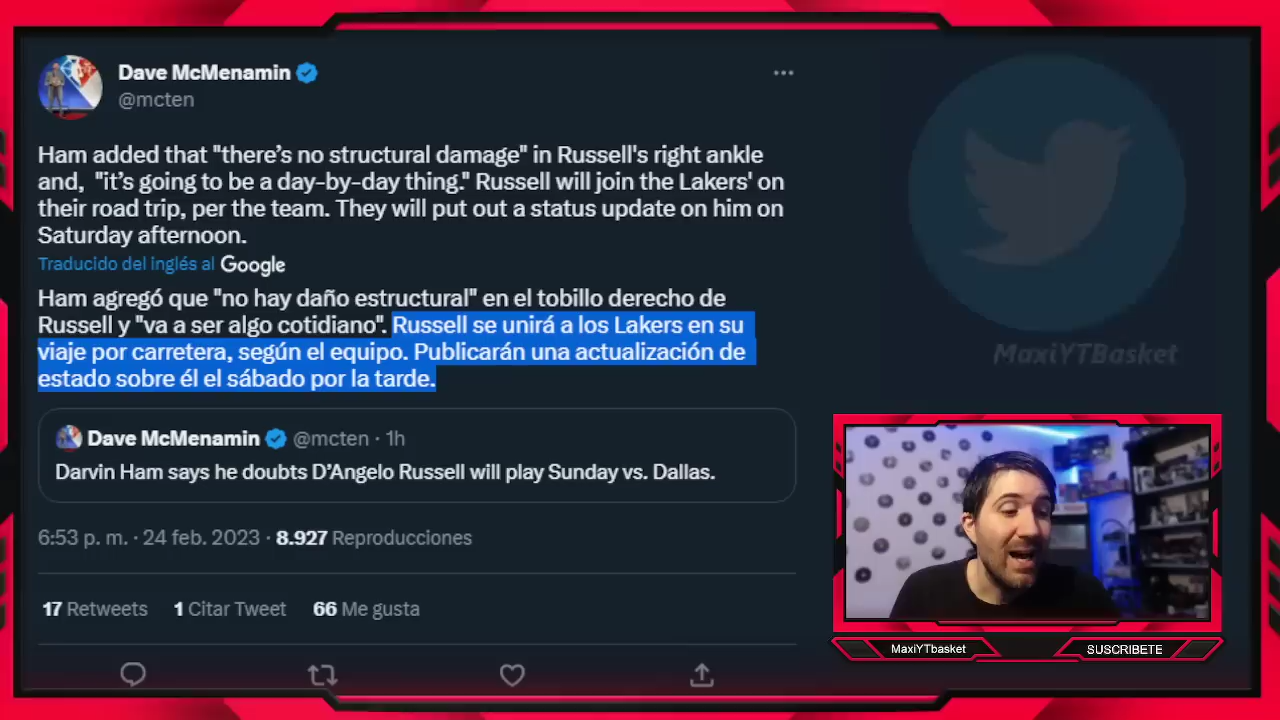 Dave McMenamin
@mcten
Ham added that "there's no structural damage" in Russell's right ankle
and,  "it's going to be a day-by-day thing." Russell will join the Lakers' on
their road trip, per the team. They will put out a status update on him on
Saturday afternoon.
Traducido del inglés al Google
Ham agregó que "no hay daño estructural" en el tobillo derecho de
Russell y "va a ser algo cotidiano". Russell se unirá a los Lakers en su
viaje por carretera, según el equipo. Publicarán una actualización de
estado sobre él el sábado por la tarde.
MaxiYTBasket
Dave McMenamin @mcten · 1h
Darvin Ham says he doubts D'Angelo Russell will play Sunday vs. Dallas.
6:53 p. m. · 24 feb. 2023 · 8.927 Reproducciones
17 Retweets 1 Citar Tweet 66 Me gusta
MaxiYTbasket
SUSCRIBETE